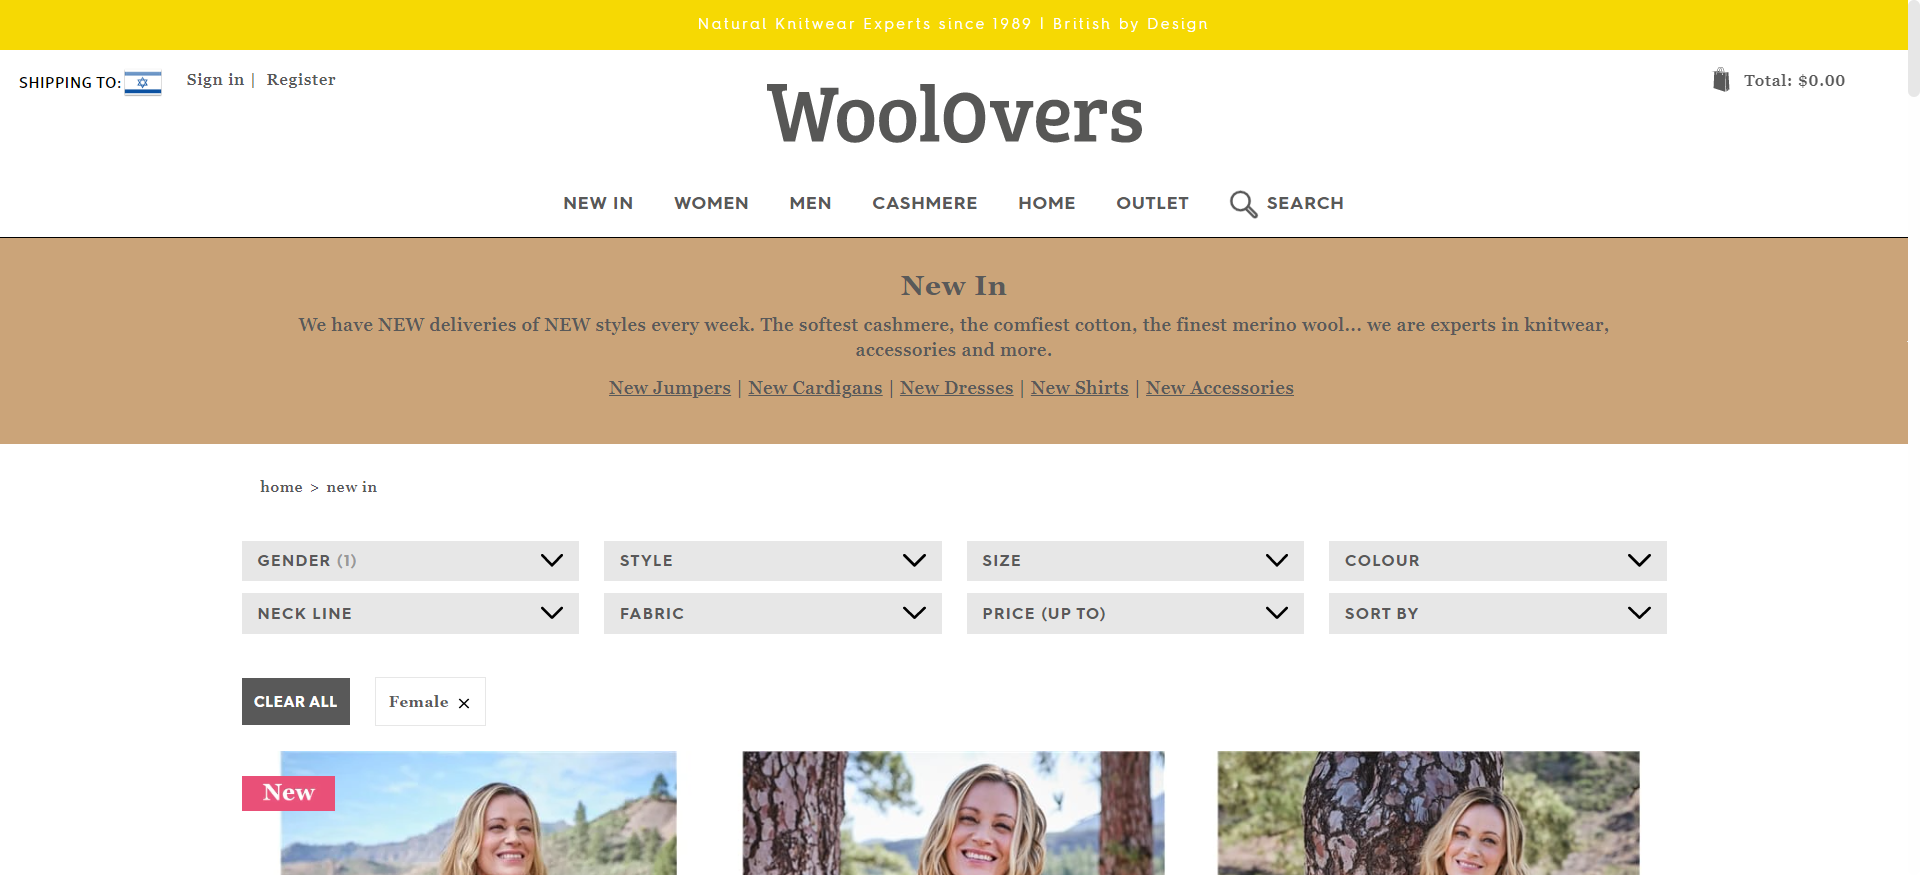 Natural Knitwear Experts since 1989 | British by Design
SHIPPING TO:
Sign in | Register
WoolOvers
Total: $0.00
NEW IN WOMEN MEN CASHMERE HOME OUTLET SEARCH
New In
We have NEW deliveries of NEW styles every week. The softest cashmere, the comfiest cotton, the finest merino wool... we are experts in knitwear,
accessories and more.
New Jumpers | New Cardigans | New Dresses | New Shirts | New Accessories
home > new in
GENDER (1) STYLE SIZE COLOUR
NECK LINE FABRIC PRICE (UP TO) SORT BY
CLEAR ALL Female ×
New